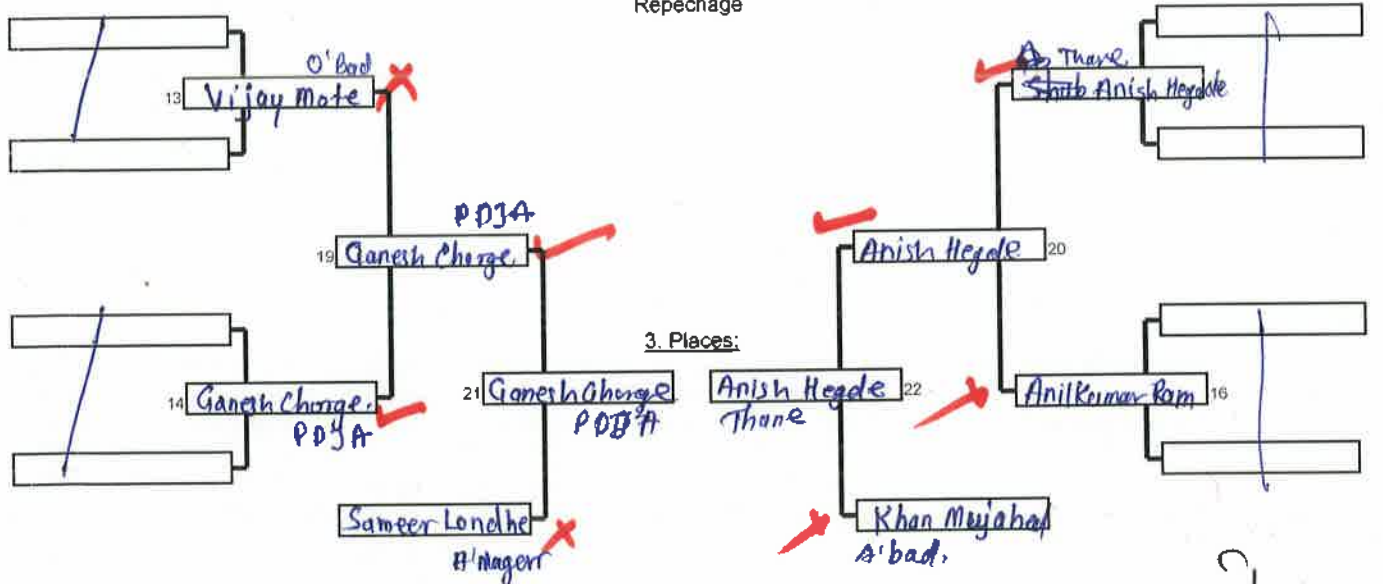 Repechage
O'Bad
13 Vijay Mote
Thane
Anish Hegde
PDJA
19 Ganesh Chorge
Anish Hegde 20
3. Places:
14 Ganesh Chorge.
PDJA
21 Ganesh Chorge
PDJA
Anish Hegde 22
Thane
Anilkumar Ram 16
Sameer Londhe
A'Nagerr
Khan Mujahad
A'bad.